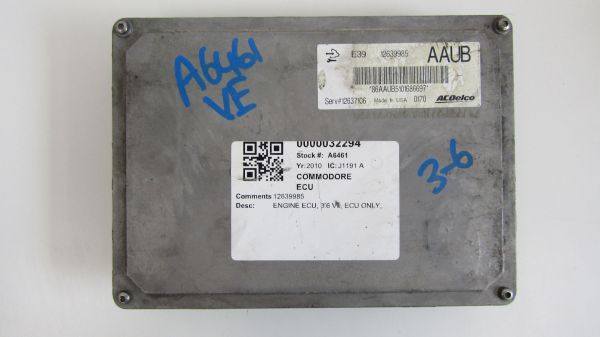 A6461
VE
E39 12639985 AAUB
*86AAUB5101686697*
Serv#12637106 Made In USA 0170 ACDelco
0000032294
Stock #: A6461
Yr: 2010 IC: J1191 A
COMMODORE
ECU
Comments 12639985
Desc: ENGINE ECU, 3.6 VE, ECU ONLY,
3-6